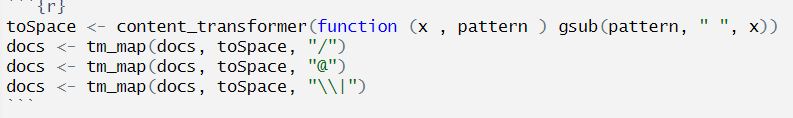 ```{r}
toSpace <- content_transformer(function (x , pattern ) gsub(pattern, " ", x))
docs <- tm_map(docs, toSpace, "/")
docs <- tm_map(docs, toSpace, "@")
docs <- tm_map(docs, toSpace, "\\|")
```